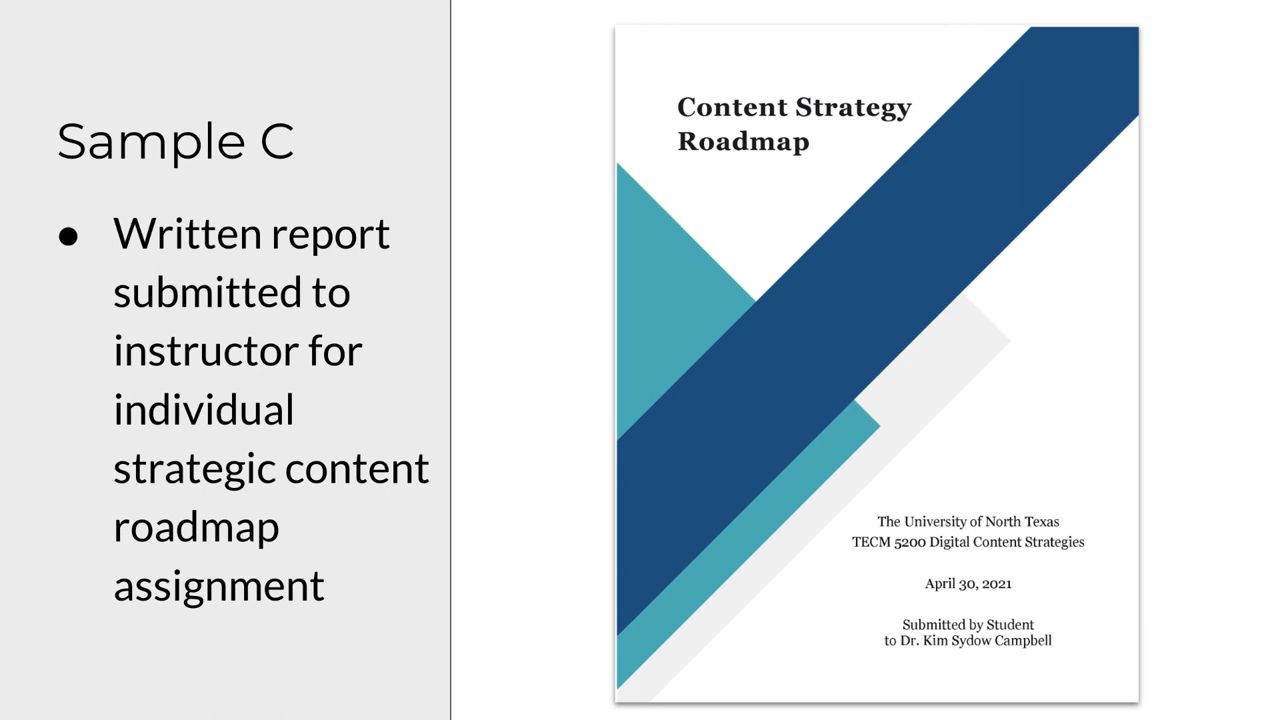 Sample C
● Written report
submitted to
instructor for
individual
strategic content
roadmap
assignment
Content Strategy
Roadmap
The University of North Texas
TECM 5200 Digital Content Strategies
April 30, 2021
Submitted by Student
to Dr. Kim Sydow Campbell